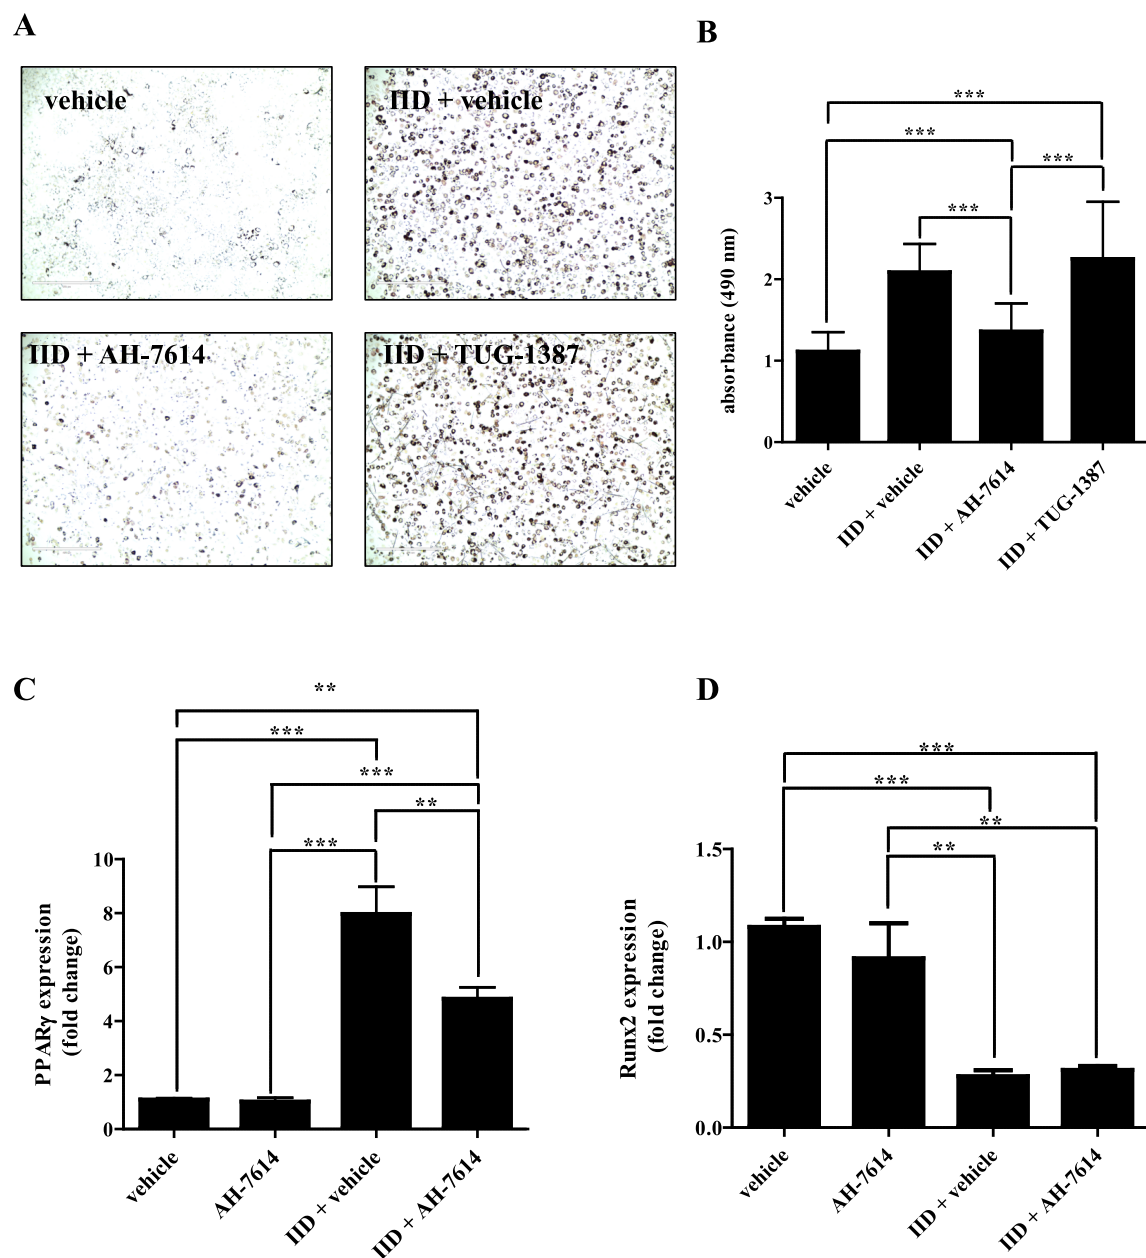 A
vehicle
IID + vehicle
IID + AH-7614
IID + TUG-1387
B
***
***
***
***
absorbance (490 nm)
3
2
1
0
vehicle
IID + vehicle
IID + AH-7614
IID + TUG-1387
C
**
***
***
**
***
PPARγ expression
(fold change)
10
8
6
4
2
0
vehicle
AH-7614
IID + vehicle
IID + AH-7614
D
***
***
**
**
Runx2 expression
(fold change)
1.5
1.0
0.5
0.0
vehicle
AH-7614
IID + vehicle
IID + AH-7614